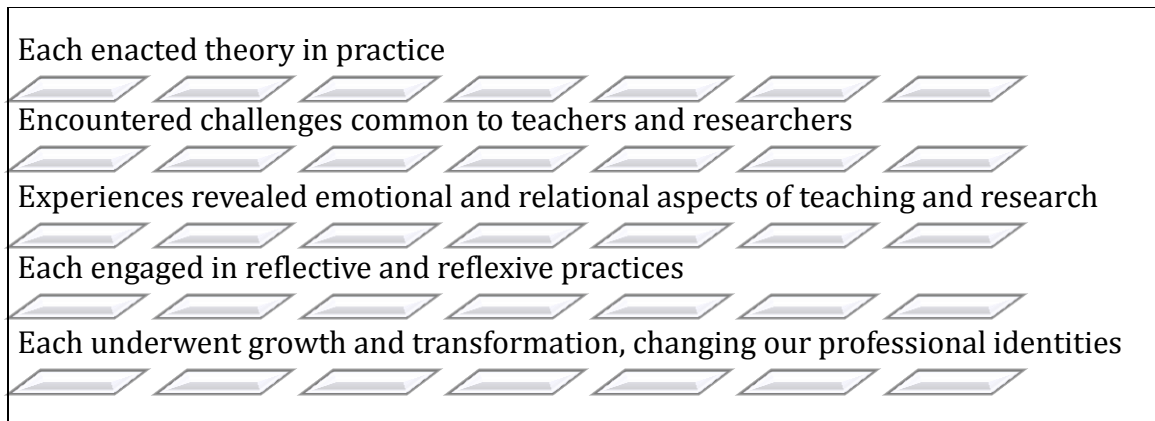 Each enacted theory in practice
Encountered challenges common to teachers and researchers
Experiences revealed emotional and relational aspects of teaching and research
Each engaged in reflective and reflexive practices
Each underwent growth and transformation, changing our professional identities